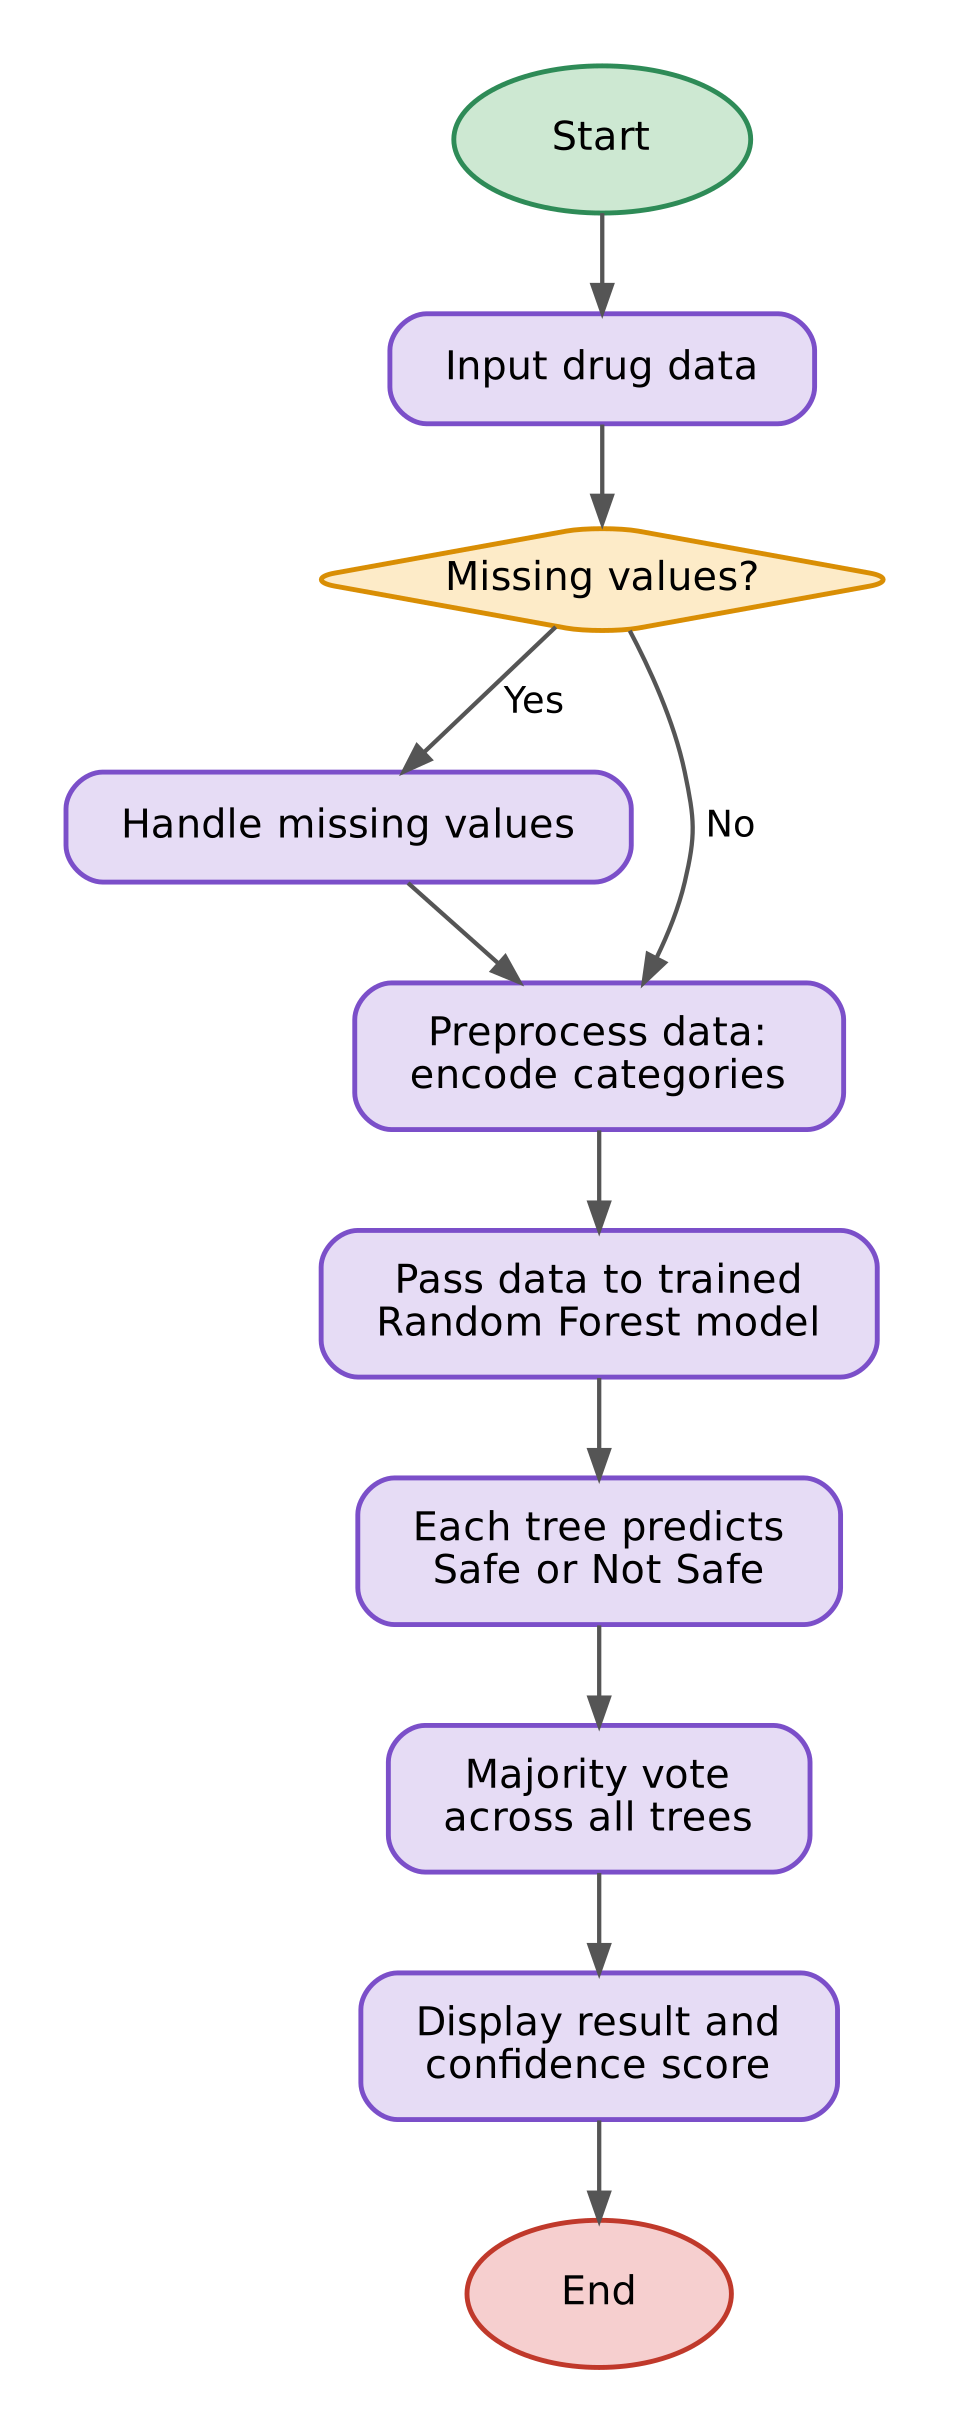 Start
Input drug data
Missing values?
Yes
Handle missing values
No
Preprocess data:
encode categories
Pass data to trained
Random Forest model
Each tree predicts
Safe or Not Safe
Majority vote
across all trees
Display result and
confidence score
End